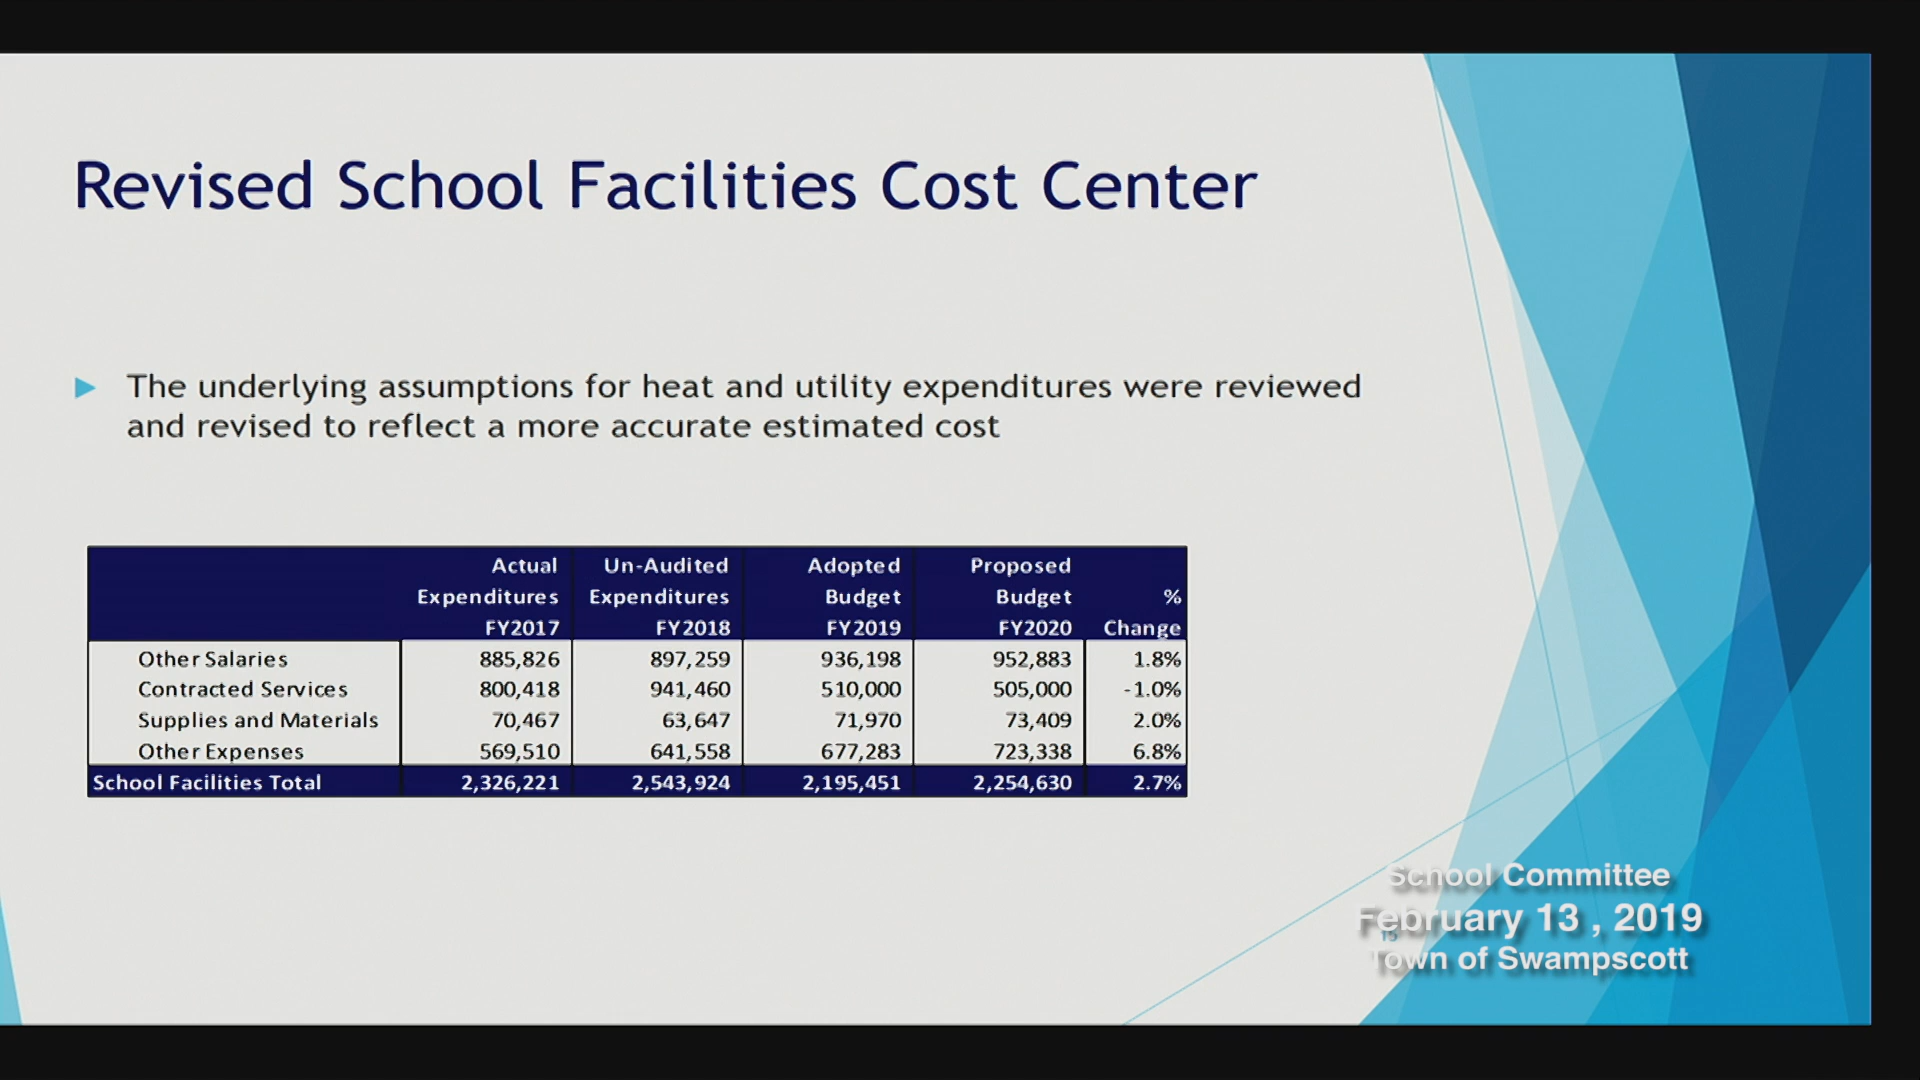 Revised School Facilities Cost Center
► The underlying assumptions for heat and utility expenditures were reviewed
and revised to reflect a more accurate estimated cost
Actual Un-Audited Adopted Proposed
Expenditures Expenditures Budget Budget %
FY2017 FY2018 FY2019 FY2020 Change
Other Salaries 885,826 897,259 936,198 952,883 1.8%
Contracted Services 800,418 941,460 510,000 505,000 -1.0%
Supplies and Materials 70,467 63,647 71,970 73,409 2.0%
Other Expenses 569,510 641,558 677,283 723,338 6.8%
School Facilities Total 2,326,221 2,543,924 2,195,451 2,254,630 2.7%
School Committee
February 13 , 2019
15
Town of Swampscott